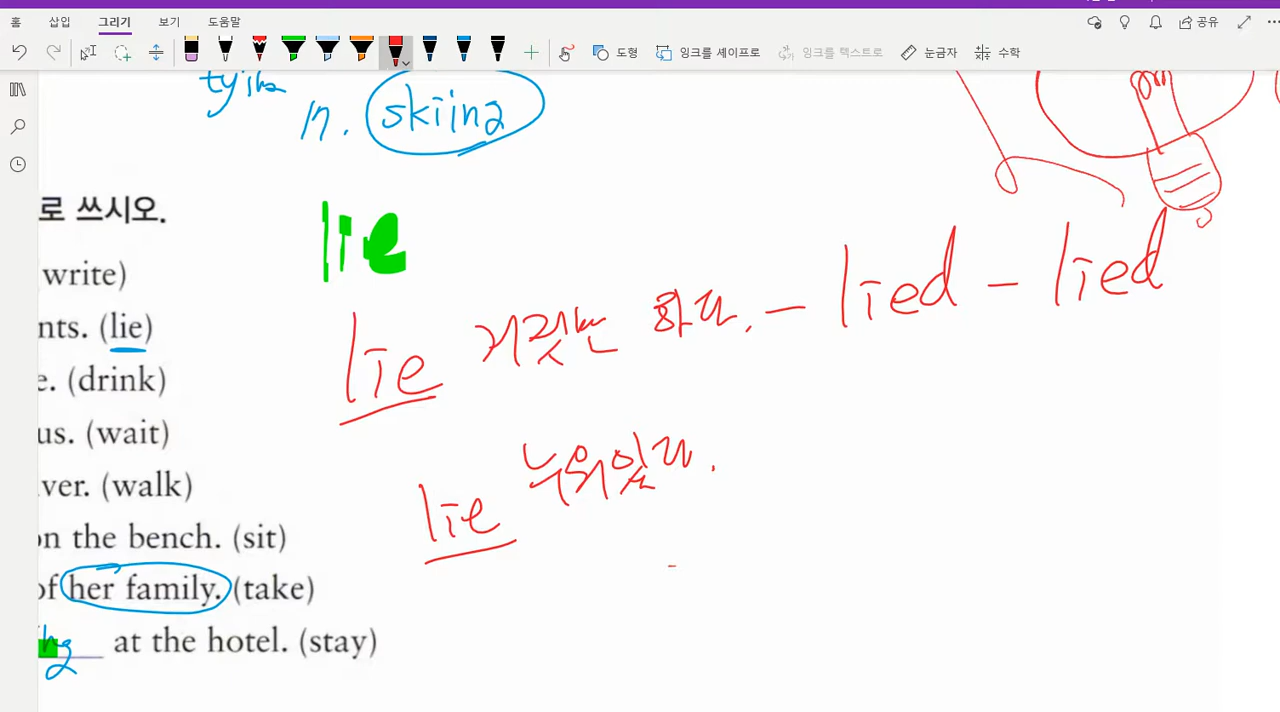 홈 삽입 그리기 보기 도움말 공유
도형 잉크를 셰이프로 잉크를 텍스트로 눈금자 수학
n. skiing
로 쓰시오.
lie
write)
nts. (lie)
lie 거짓말 하다. - lied - lied
e. (drink)
us. (wait)
lie 누워있다.
ver. (walk)
on the bench. (sit)
of her family. (take)
ing at the hotel. (stay)